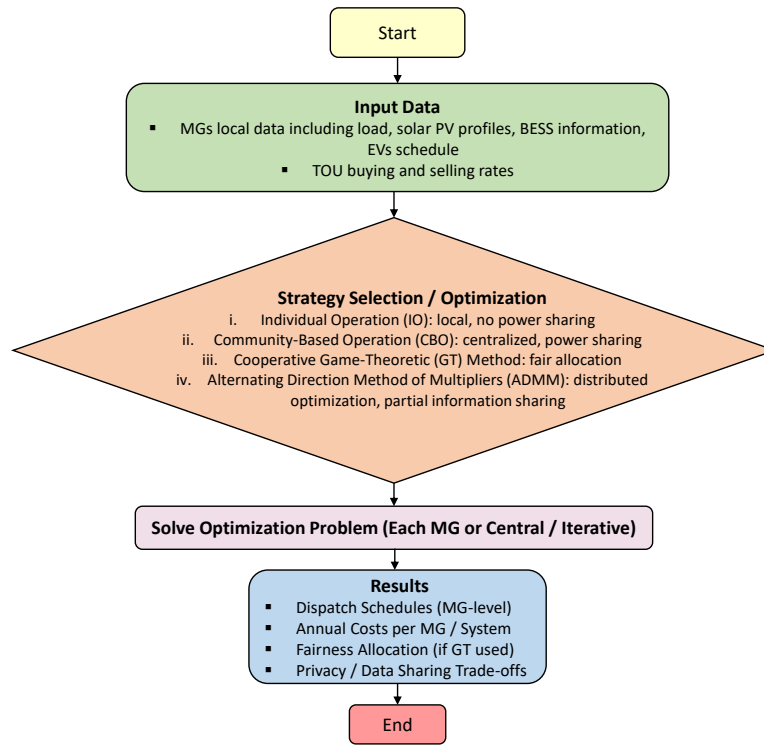 Start
Input Data
▪ MGs local data including load, solar PV profiles, BESS information,
EVs schedule
▪ TOU buying and selling rates
Strategy Selection / Optimization
i. Individual Operation (IO): local, no power sharing
ii. Community-Based Operation (CBO): centralized, power sharing
iii. Cooperative Game-Theoretic (GT) Method: fair allocation
iv. Alternating Direction Method of Multipliers (ADMM): distributed
optimization, partial information sharing
Solve Optimization Problem (Each MG or Central / Iterative)
Results
▪ Dispatch Schedules (MG-level)
▪ Annual Costs per MG / System
▪ Fairness Allocation (if GT used)
▪ Privacy / Data Sharing Trade-offs
End